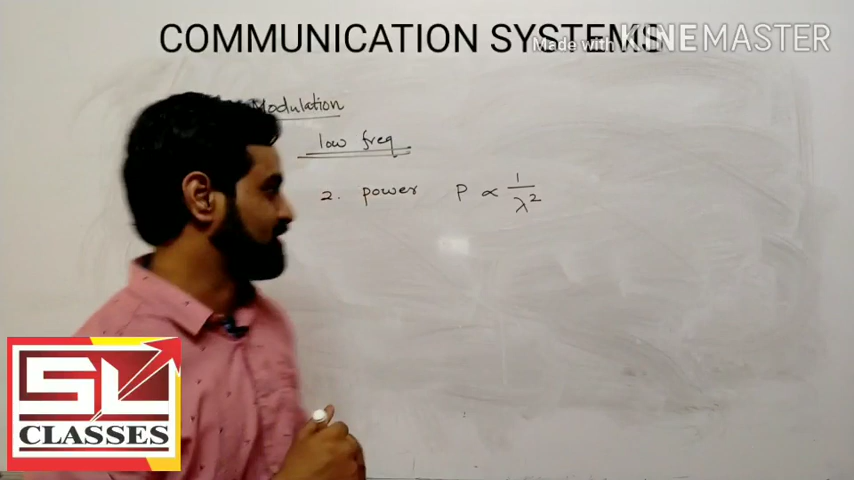 COMMUNICATION SYSTEMS
Made with KINEMASTER
Modulation
low freq
2. power P ∝ 1/λ²
SL
CLASSES